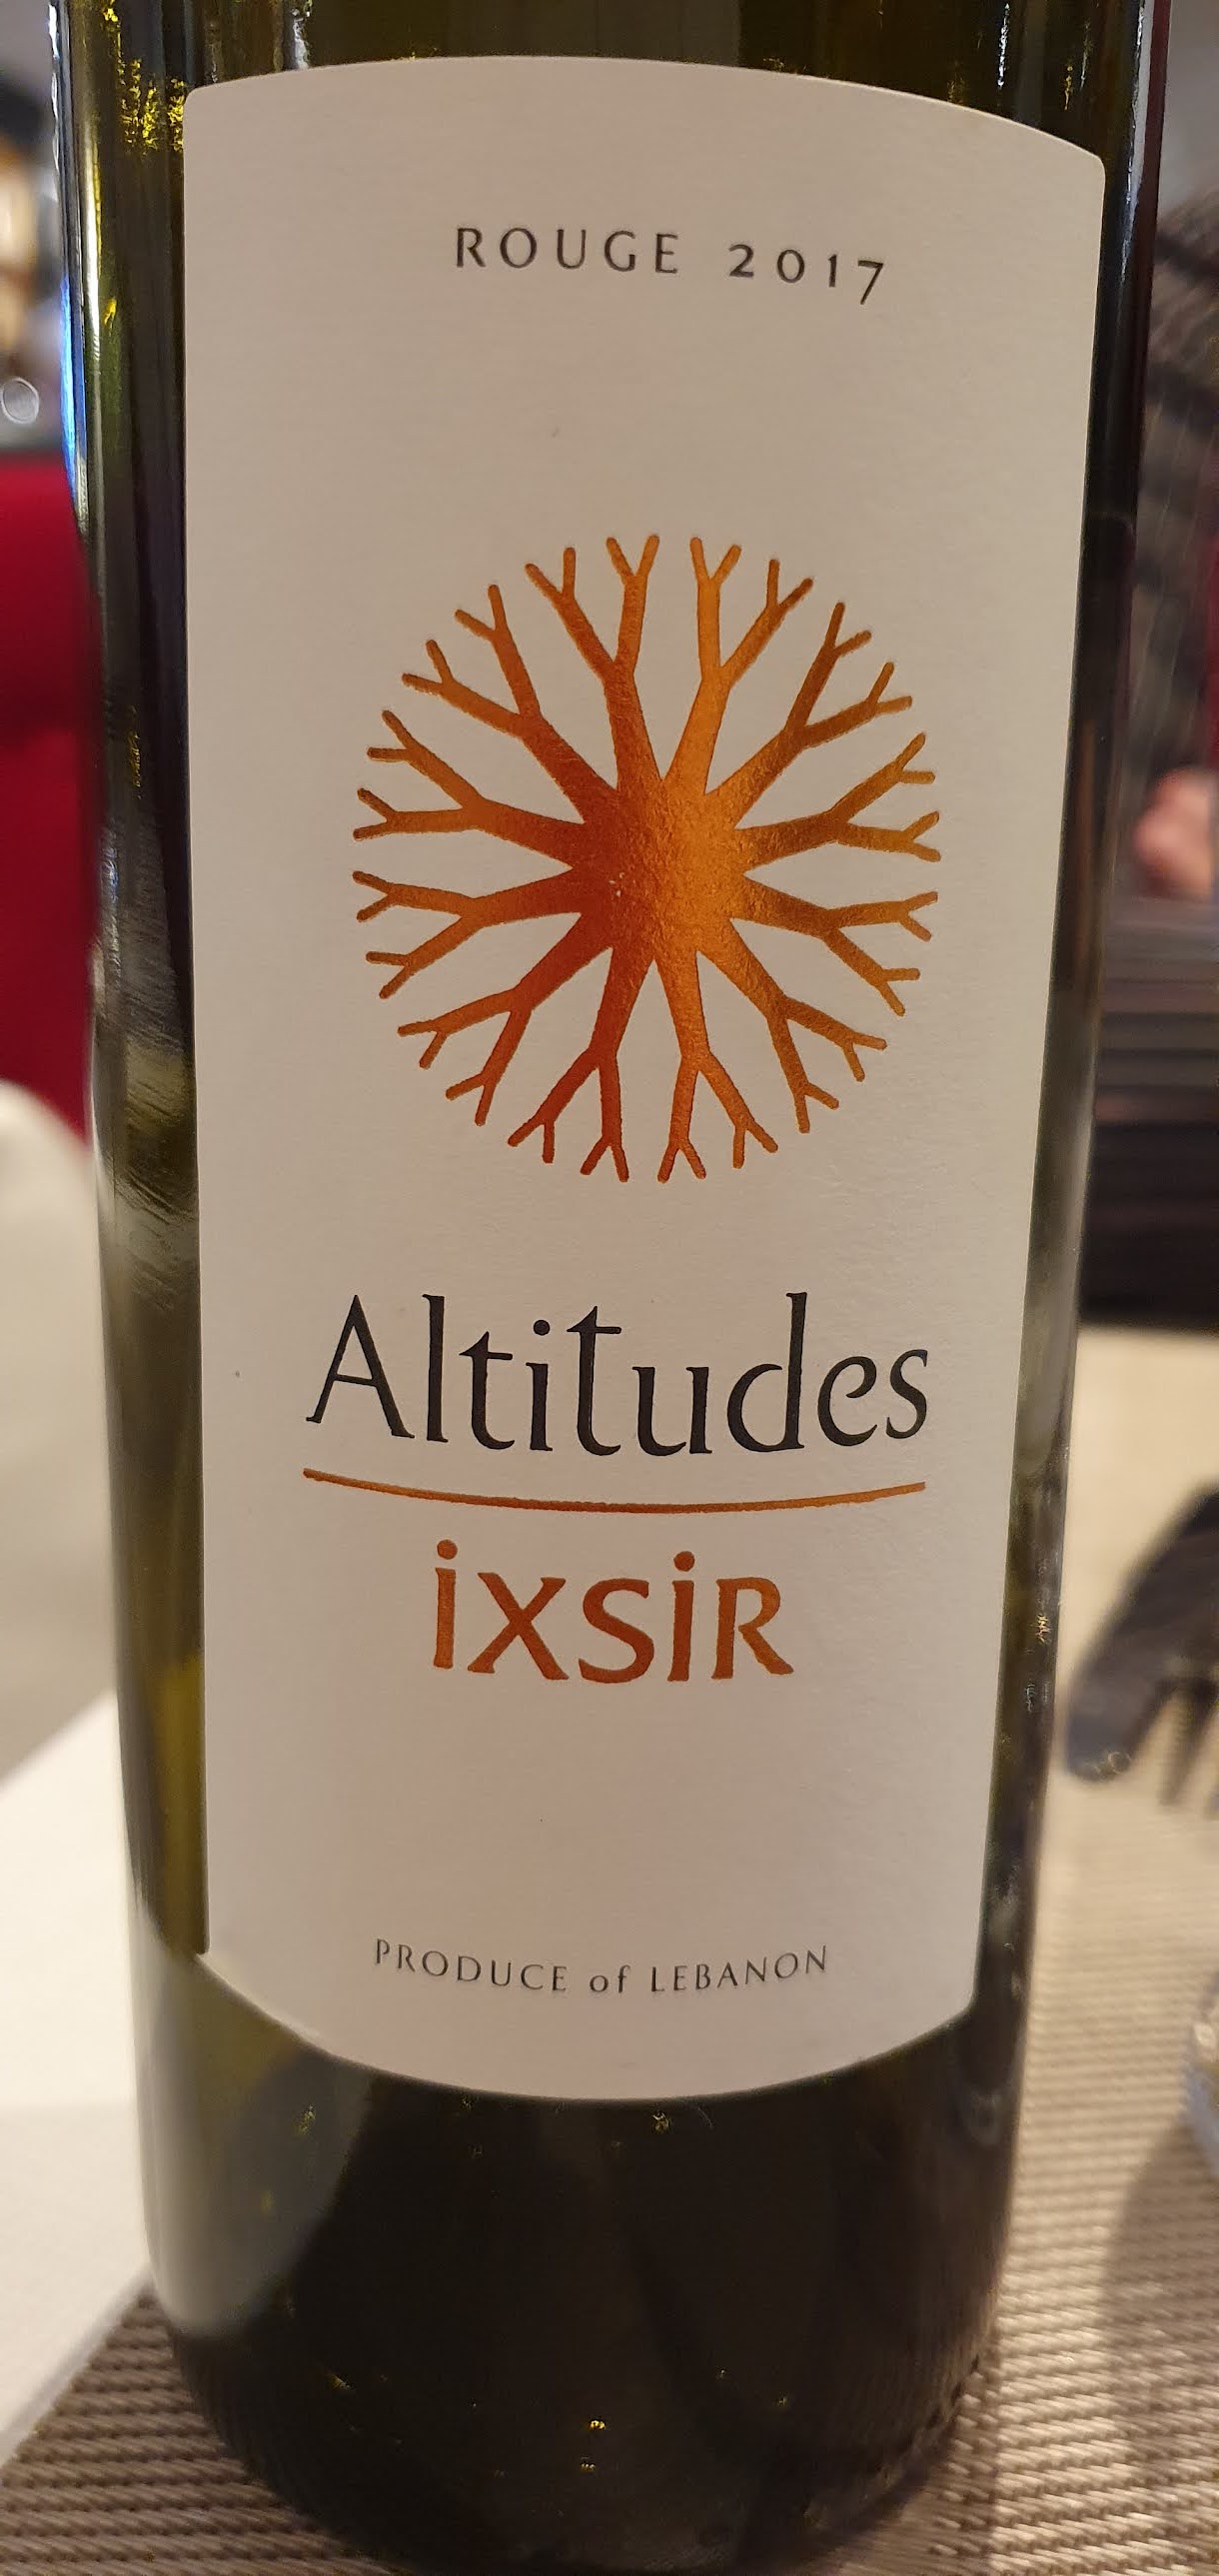 ROUGE 2017
Altitudes
iXSiR
PRODUCE of LEBANON